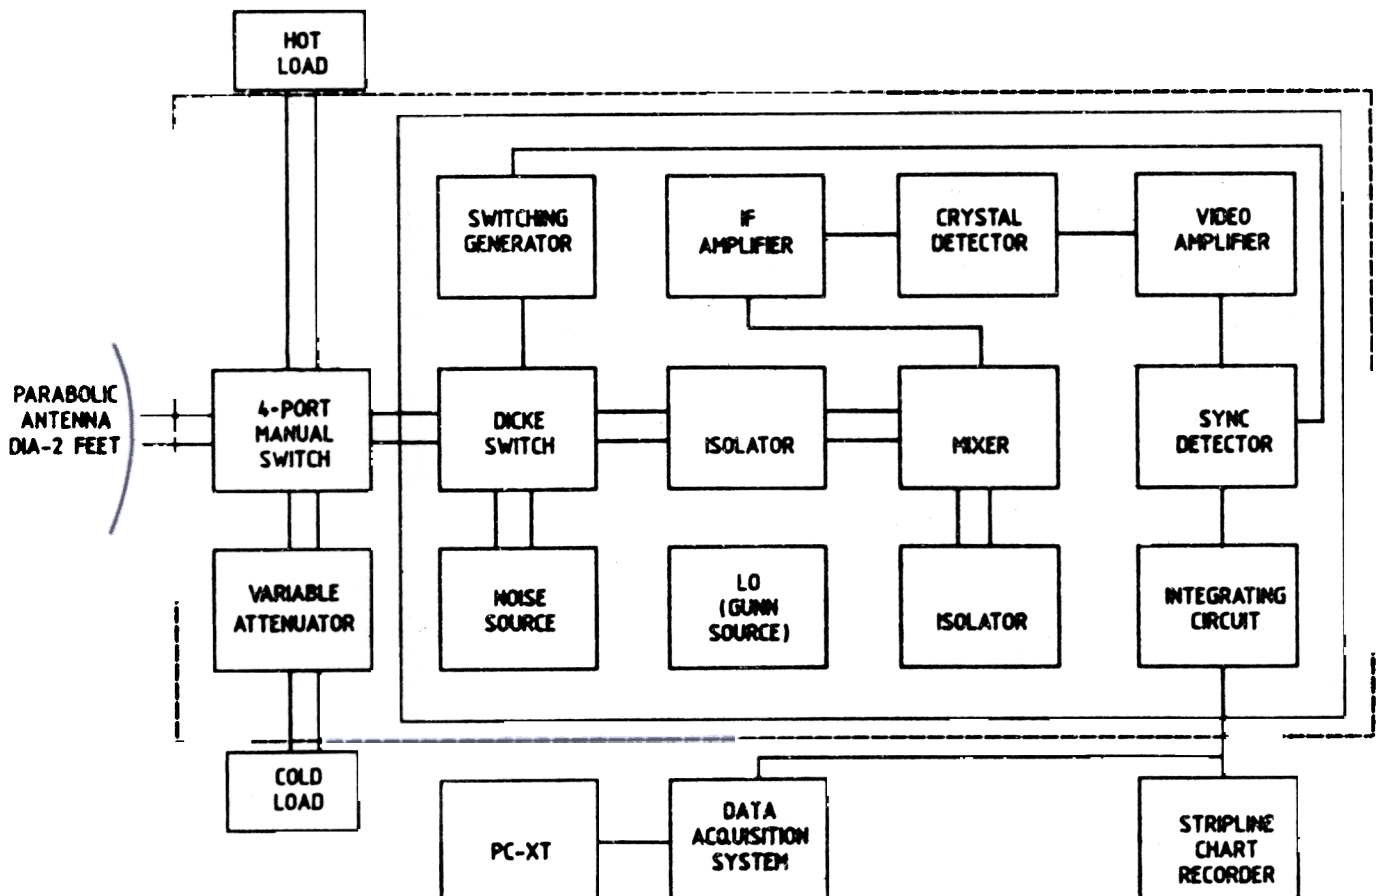 HOT
LOAD
SWITCHING
GENERATOR
IF
AMPLIFIER
CRYSTAL
DETECTOR
VIDEO
AMPLIFIER
PARABOLIC
ANTENNA
DIA-2 FEET
4-PORT
MANUAL
SWITCH
DICKE
SWITCH
ISOLATOR
MIXER
SYNC
DETECTOR
VARIABLE
ATTENUATOR
NOISE
SOURCE
LO
(GUNN
SOURCE)
ISOLATOR
INTEGRATING
CIRCUIT
COLD
LOAD
PC-XT
DATA
ACQUISITION
SYSTEM
STRIPLINE
CHART
RECORDER